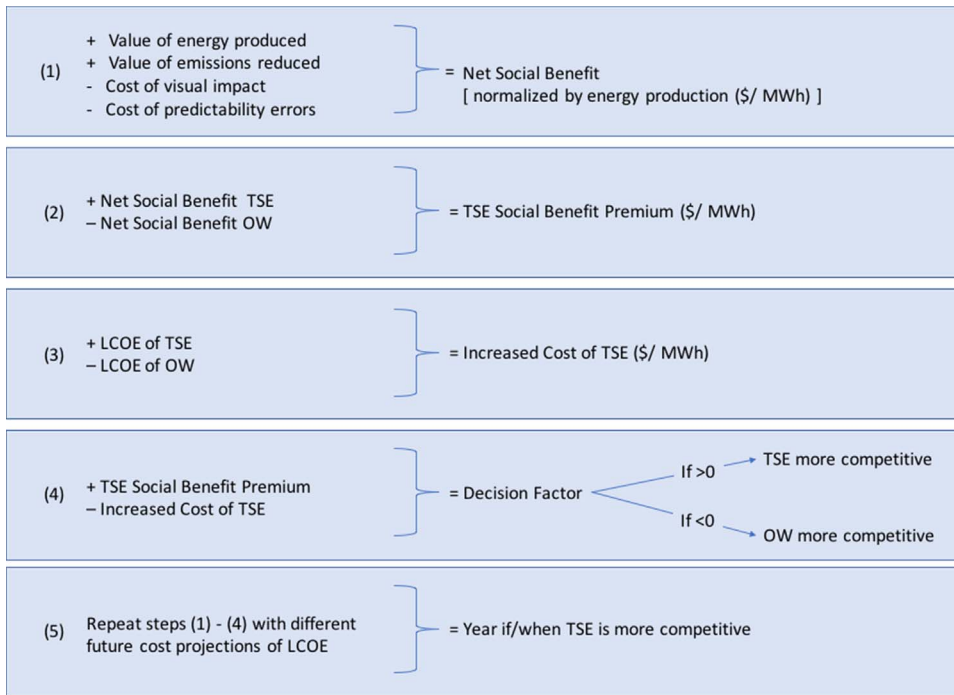 (1)
+ Value of energy produced
+ Value of emissions reduced
- Cost of visual impact
- Cost of predictability errors
= Net Social Benefit
[ normalized by energy production ($/ MWh) ]
(2)
+ Net Social Benefit TSE
– Net Social Benefit OW
= TSE Social Benefit Premium ($/ MWh)
(3)
+ LCOE of TSE
– LCOE of OW
= Increased Cost of TSE ($/ MWh)
(4)
+ TSE Social Benefit Premium
– Increased Cost of TSE
= Decision Factor
If >0
TSE more competitive
If <0
OW more competitive
(5)
Repeat steps (1) - (4) with different
future cost projections of LCOE
= Year if/when TSE is more competitive